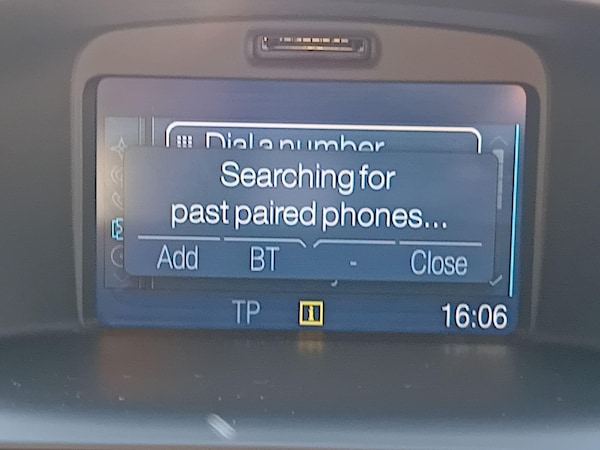 Dial a number
Searching for
past paired phones...
Add BT - Close
TP 16:06